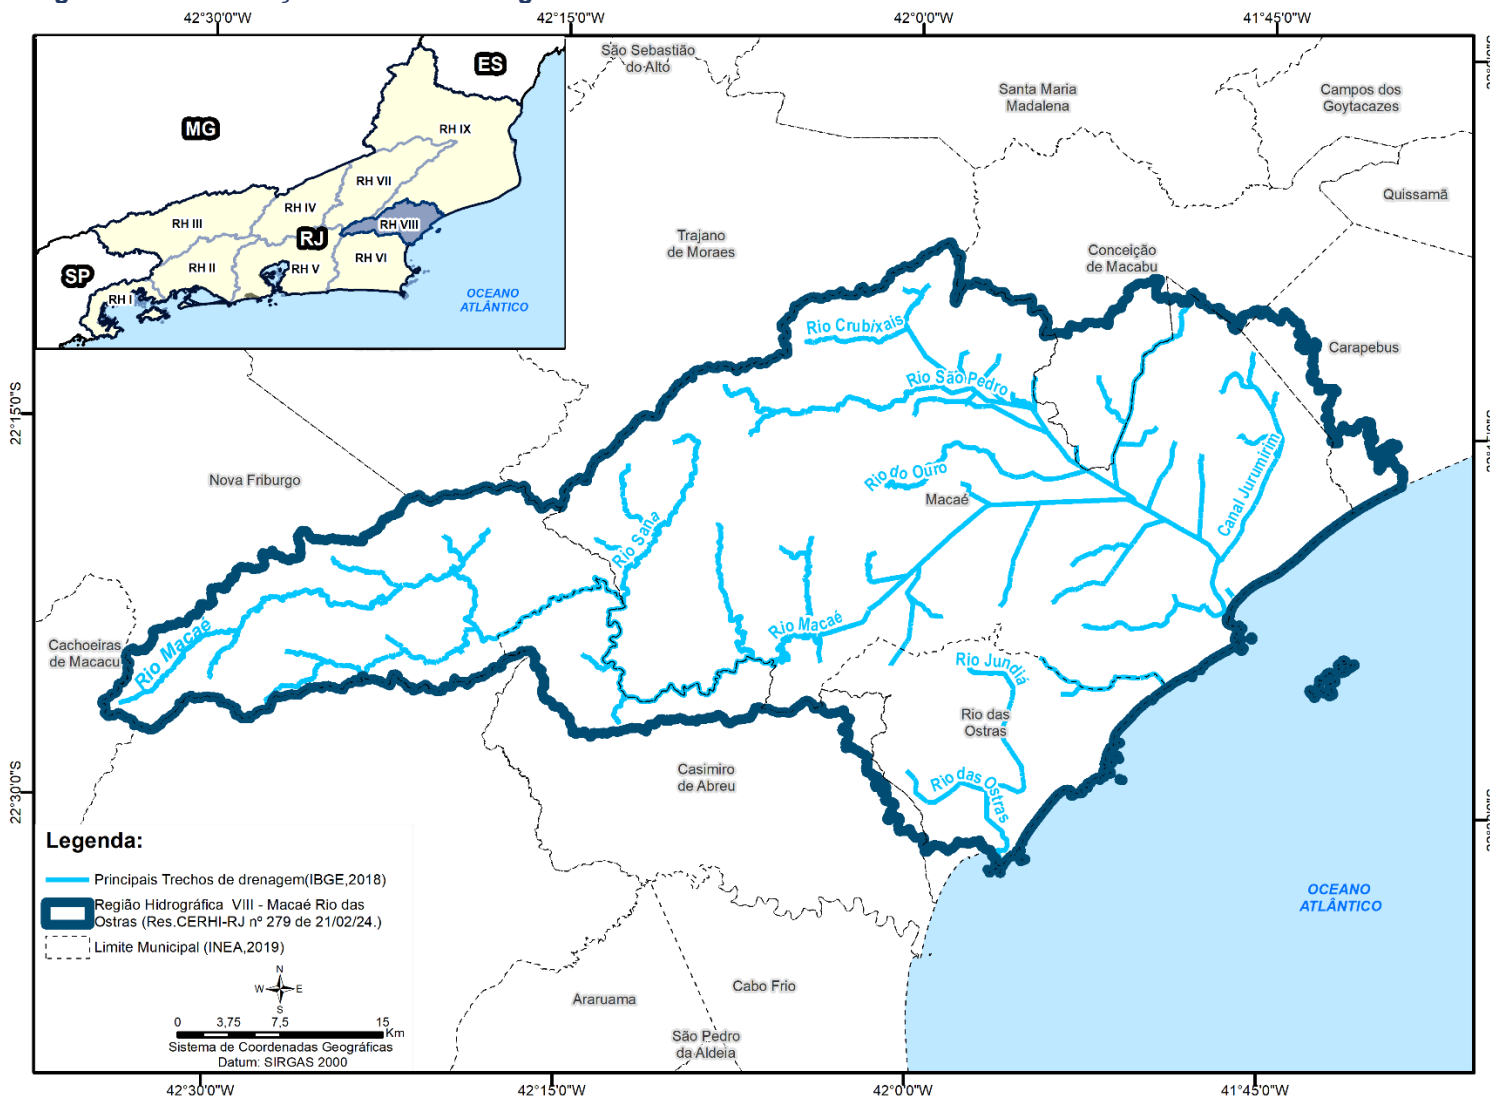 42°30'0"W
42°15'0"W
42°0'0"W
41°45'0"W
ES
MG
RH IX
RH VII
RH IV
RH III
RH VIII
RJ
RH II
RH V
RH VI
SP
RH I
OCEANO
ATLÂNTICO
São Sebastião
do Alto
Santa Maria
Madalena
Campos dos
Goytacazes
Quissamã
Trajano
de Moraes
Conceição
de Macabu
Carapebus
Rio Crubixais
Rio São Pedro
22°15'0"S
Nova Friburgo
Rio do Ouro
Macaé
Canal Jurumirim
Rio Sana
Rio Macaé
Rio Macaé
Cachoeiras
de Macacu
Rio Jundiá
Rio das
Ostras
Rio das Ostras
Casimiro
de Abreu
22°30'0"S
OCEANO
ATLÂNTICO
Araruama
Cabo Frio
São Pedro
da Aldeia
Legenda:
Principais Trechos de drenagem(IBGE,2018)
Região Hidrográfica VIII - Macaé Rio das
Ostras (Res.CERHI-RJ nº 279 de 21/02/24.)
Limite Municipal (INEA,2019)
N
W E
S
0 3,75 7,5 15
Km
Sistema de Coordenadas Geográficas
Datum: SIRGAS 2000
42°30'0"W
42°15'0"W
42°0'0"W
41°45'0"W